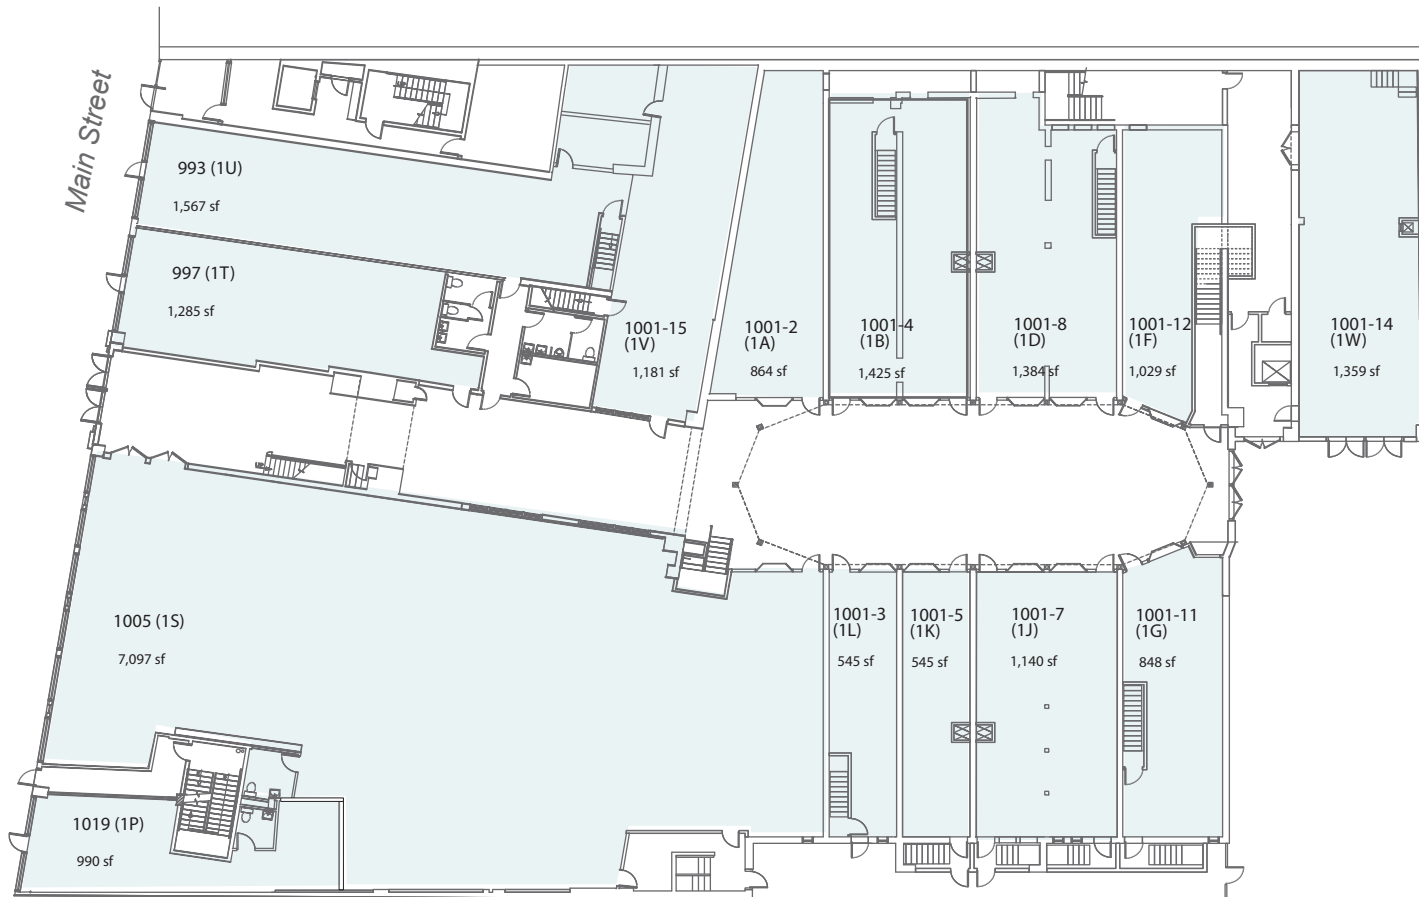 Main Street
993 (1U)
1,567 sf
997 (1T)
1,285 sf
1001-15
(1V)
1,181 sf
1001-2
(1A)
864 sf
1001-4
(1B)
1,425 sf
1001-8
(1D)
1,384 sf
1001-12
(1F)
1,029 sf
1001-14
(1W)
1,359 sf
1005 (1S)
7,097 sf
1001-3
(1L)
545 sf
1001-5
(1K)
545 sf
1001-7
(1J)
1,140 sf
1001-11
(1G)
848 sf
1019 (1P)
990 sf